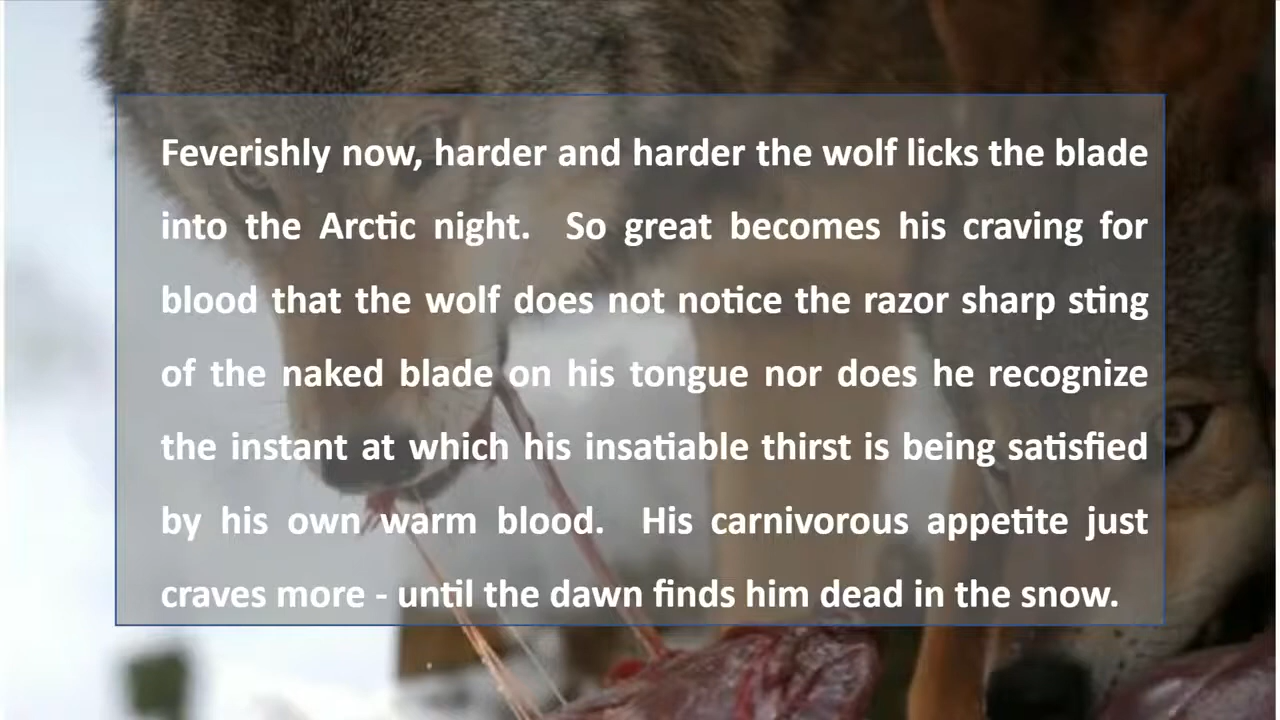 Feverishly now, harder and harder the wolf licks the blade
into the Arctic night. So great becomes his craving for
blood that the wolf does not notice the razor sharp sting
of the naked blade on his tongue nor does he recognize
the instant at which his insatiable thirst is being satisfied
by his own warm blood. His carnivorous appetite just
craves more - until the dawn finds him dead in the snow.